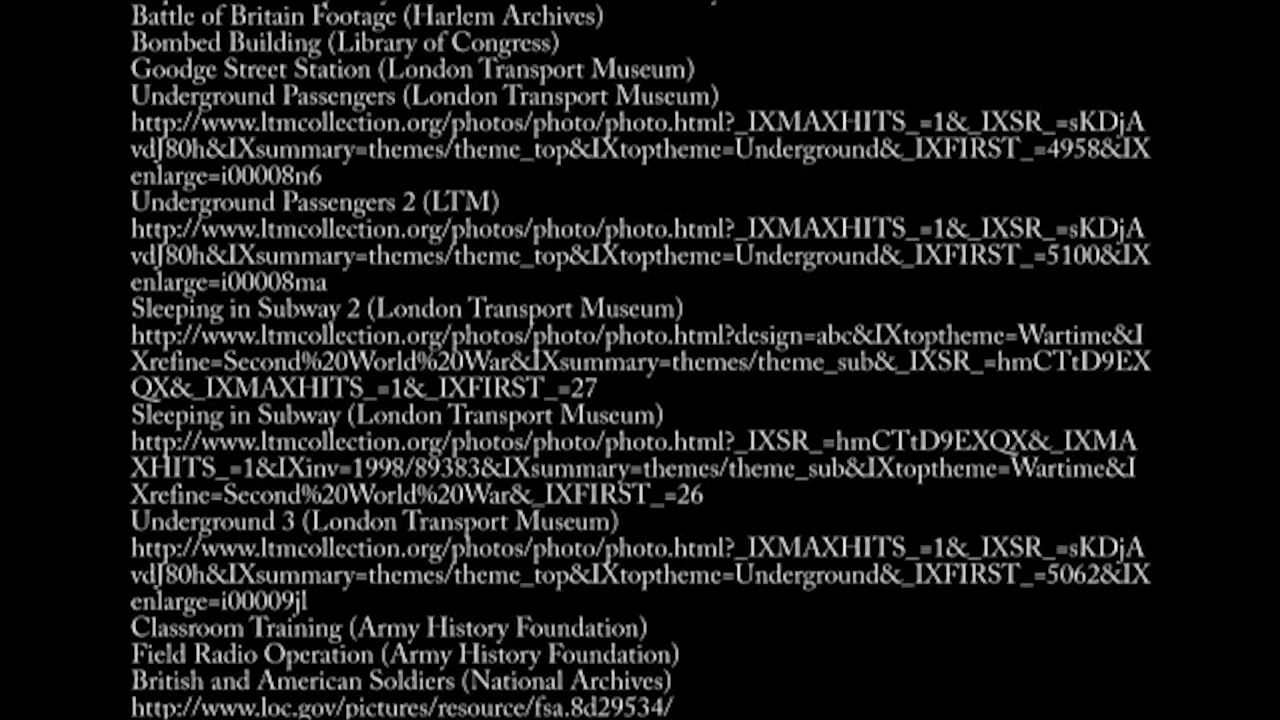 Battle of Britain Footage (Harlem Archives)
Bombed Building (Library of Congress)
Goodge Street Station (London Transport Museum)
Underground Passengers (London Transport Museum)
http://www.ltmcollection.org/photos/photo/photo.html?_IXMAXHITS_=1&_IXSR_=sKDjA
vdJ80h&IXsummary=themes/theme_top&IXtoptheme=Underground&_IXFIRST_=4958&IX
enlarge=i00008n6
Underground Passengers 2 (LTM)
http://www.ltmcollection.org/photos/photo/photo.html?_IXMAXHITS_=1&_IXSR_=sKDjA
vdJ80h&IXsummary=themes/theme_top&IXtoptheme=Underground&_IXFIRST_=5100&IX
enlarge=i00008ma
Sleeping in Subway 2 (London Transport Museum)
http://www.ltmcollection.org/photos/photo/photo.html?design=abc&IXtoptheme=Wartime&I
Xrefine=Second%20World%20War&IXsummary=themes/theme_sub&_IXSR_=hmCTtD9EX
QX&_IXMAXHITS_=1&_IXFIRST_=27
Sleeping in Subway (London Transport Museum)
http://www.ltmcollection.org/photos/photo/photo.html?_IXSR_=hmCTtD9EXQX&_IXMA
XHITS_=1&IXinv=1998/89383&IXsummary=themes/theme_sub&IXtoptheme=Wartime&I
Xrefine=Second%20World%20War&_IXFIRST_=26
Underground 3 (London Transport Museum)
http://www.ltmcollection.org/photos/photo/photo.html?_IXMAXHITS_=1&_IXSR_=sKDjA
vdJ80h&IXsummary=themes/theme_top&IXtoptheme=Underground&_IXFIRST_=5062&IX
enlarge=i00009jl
Classroom Training (Army History Foundation)
Field Radio Operation (Army History Foundation)
British and American Soldiers (National Archives)
http://www.loc.gov/pictures/resource/fsa.8d29534/